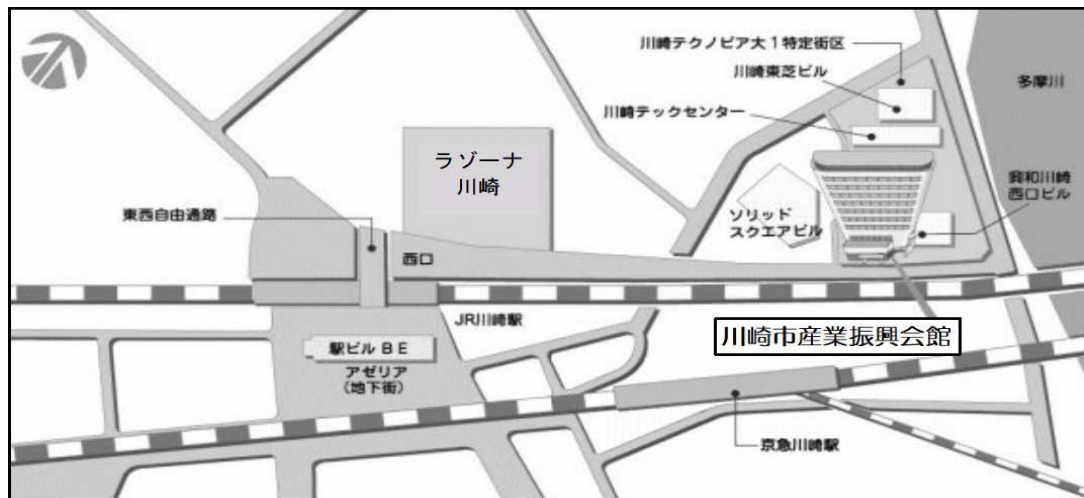 川崎テクノピア大1特定街区
川崎東芝ビル
多摩川
川崎テックセンター
ラゾーナ
川崎
興和川崎
西口ビル
東西自由通路
ソリッド
スクエアビル
西口
JR川崎駅
川崎市産業振興会館
駅ビルBE
アゼリア
(地下街)
京急川崎駅